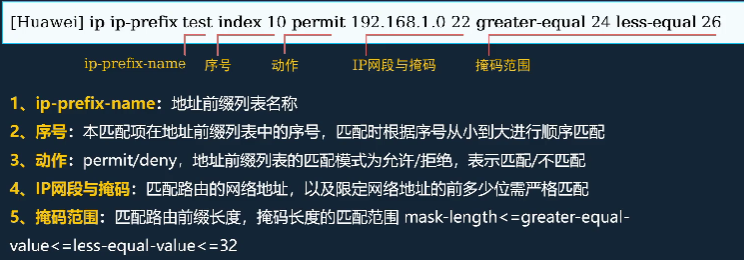 [Huawei] ip ip-prefix test index 10 permit 192.168.1.0 22 greater-equal 24 less-equal 26
ip-prefix-name 序号 动作 IP网段与掩码 掩码范围
1、ip-prefix-name：地址前缀列表名称
2、序号：本匹配项在地址前缀列表中的序号，匹配时根据序号从小到大进行顺序匹配
3、动作：permit/deny，地址前缀列表的匹配模式为允许/拒绝，表示匹配/不匹配
4、IP网段与掩码：匹配路由的网络地址，以及限定网络地址的前多少位需严格匹配
5、掩码范围：匹配路由前缀长度，掩码长度的匹配范围 mask-length<=greater-equal-
value<=less-equal-value<=32